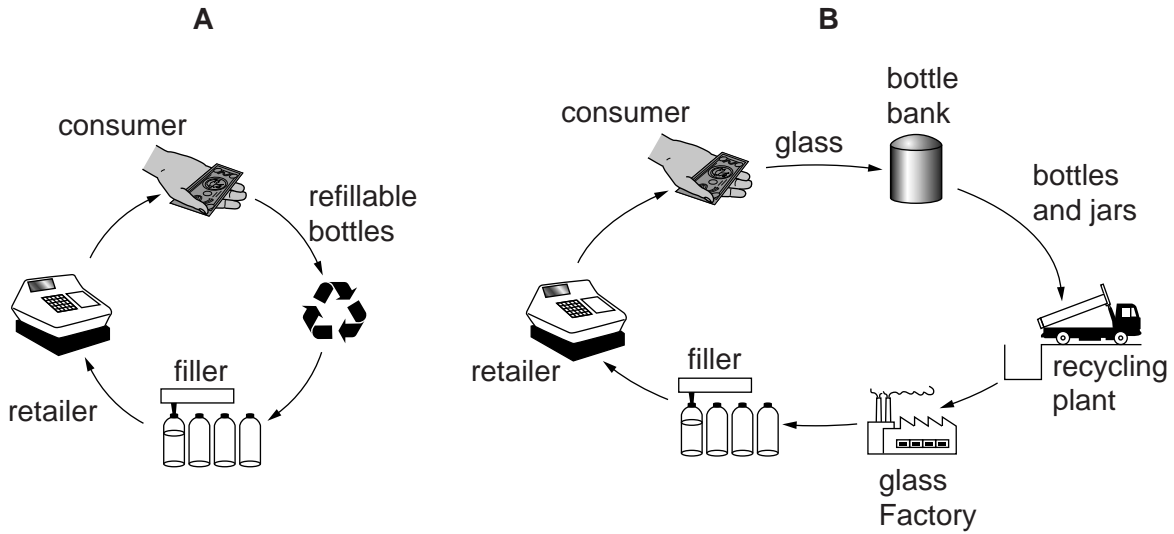 A
consumer
refillable
bottles
filler
retailer
B
consumer
glass
bottle
bank
bottles
and jars
recycling
plant
glass
Factory
filler
retailer